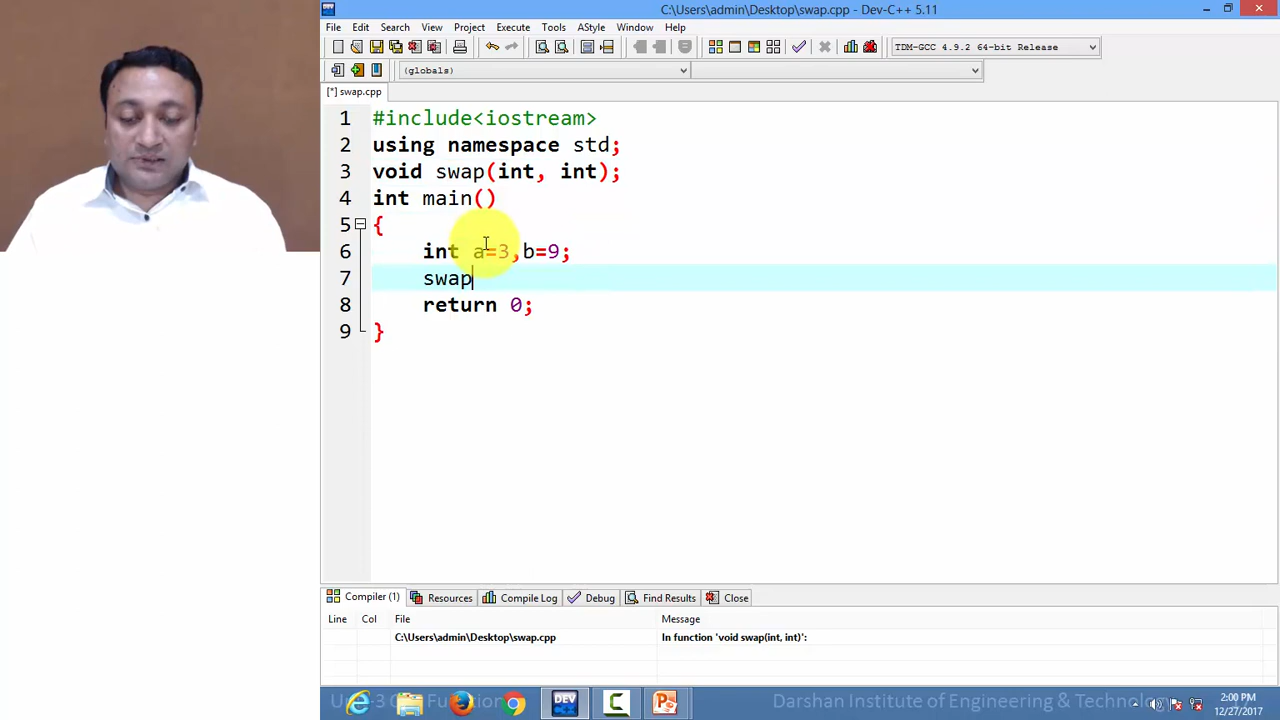 C:\Users\admin\Desktop\swap.cpp - Dev-C++ 5.11
File Edit Search View Project Execute Tools AStyle Window Help
TDM-GCC 4.9.2 64-bit Release
(globals)
[*] swap.cpp
1 #include<iostream>
2 using namespace std;
3 void swap(int, int);
4 int main()
5 {
6 int a=3,b=9;
7 swap
8 return 0;
9 }
Compiler (1) Resources Compile Log Debug Find Results Close
Line Col File Message
C:\Users\admin\Desktop\swap.cpp In function 'void swap(int, int)':
Darshan Institute of Engineering & Technology
2:00 PM
12/27/2017